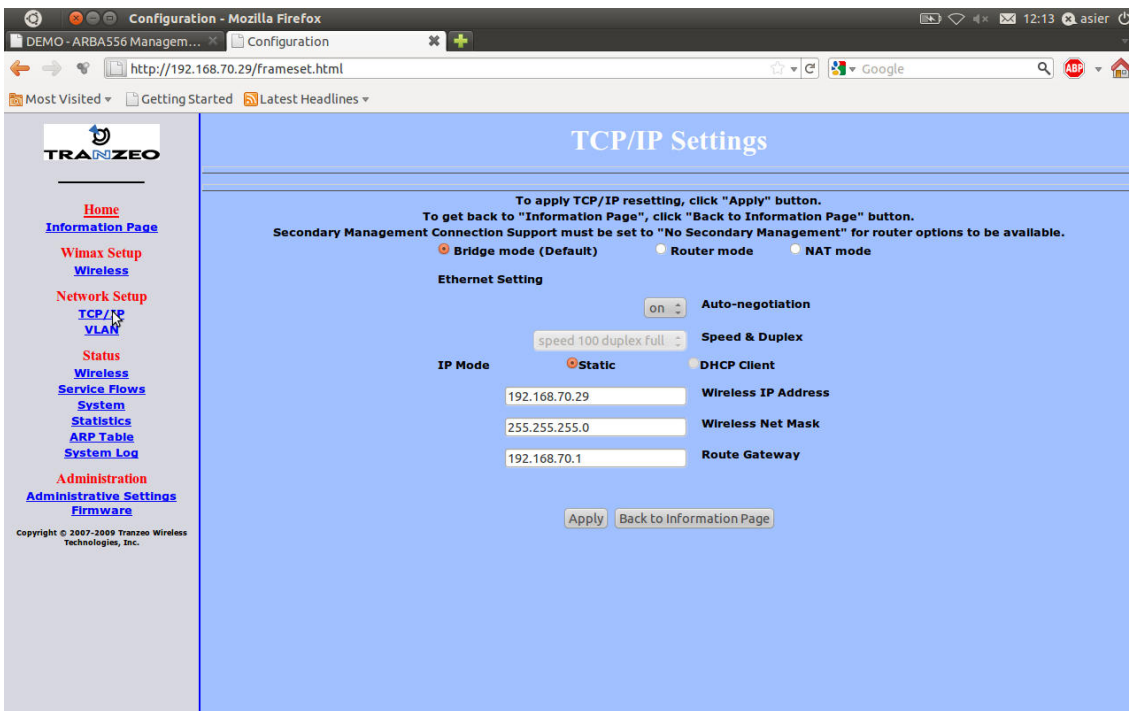 Configuration - Mozilla Firefox
12:13 asier
DEMO - ARBA556 Managem...
Configuration
http://192.168.70.29/frameset.html
Google
ABP
Most Visited
Getting Started
Latest Headlines
TRANZEO
Home
Information Page
Wimax Setup
Wireless
Network Setup
TCP/IP
VLAN
Status
Wireless
Service Flows
System
Statistics
ARP Table
System Log
Administration
Administrative Settings
Firmware
Copyright © 2007-2009 Tranzeo Wireless
Technologies, Inc.
TCP/IP Settings
To apply TCP/IP resetting, click "Apply" button.
To get back to "Information Page", click "Back to Information Page" button.
Secondary Management Connection Support must be set to "No Secondary Management" for router options to be available.
Bridge mode (Default) Router mode NAT mode
Ethernet Setting
on Auto-negotiation
speed 100 duplex full Speed & Duplex
IP Mode Static DHCP Client
192.168.70.29 Wireless IP Address
255.255.255.0 Wireless Net Mask
192.168.70.1 Route Gateway
Apply Back to Information Page